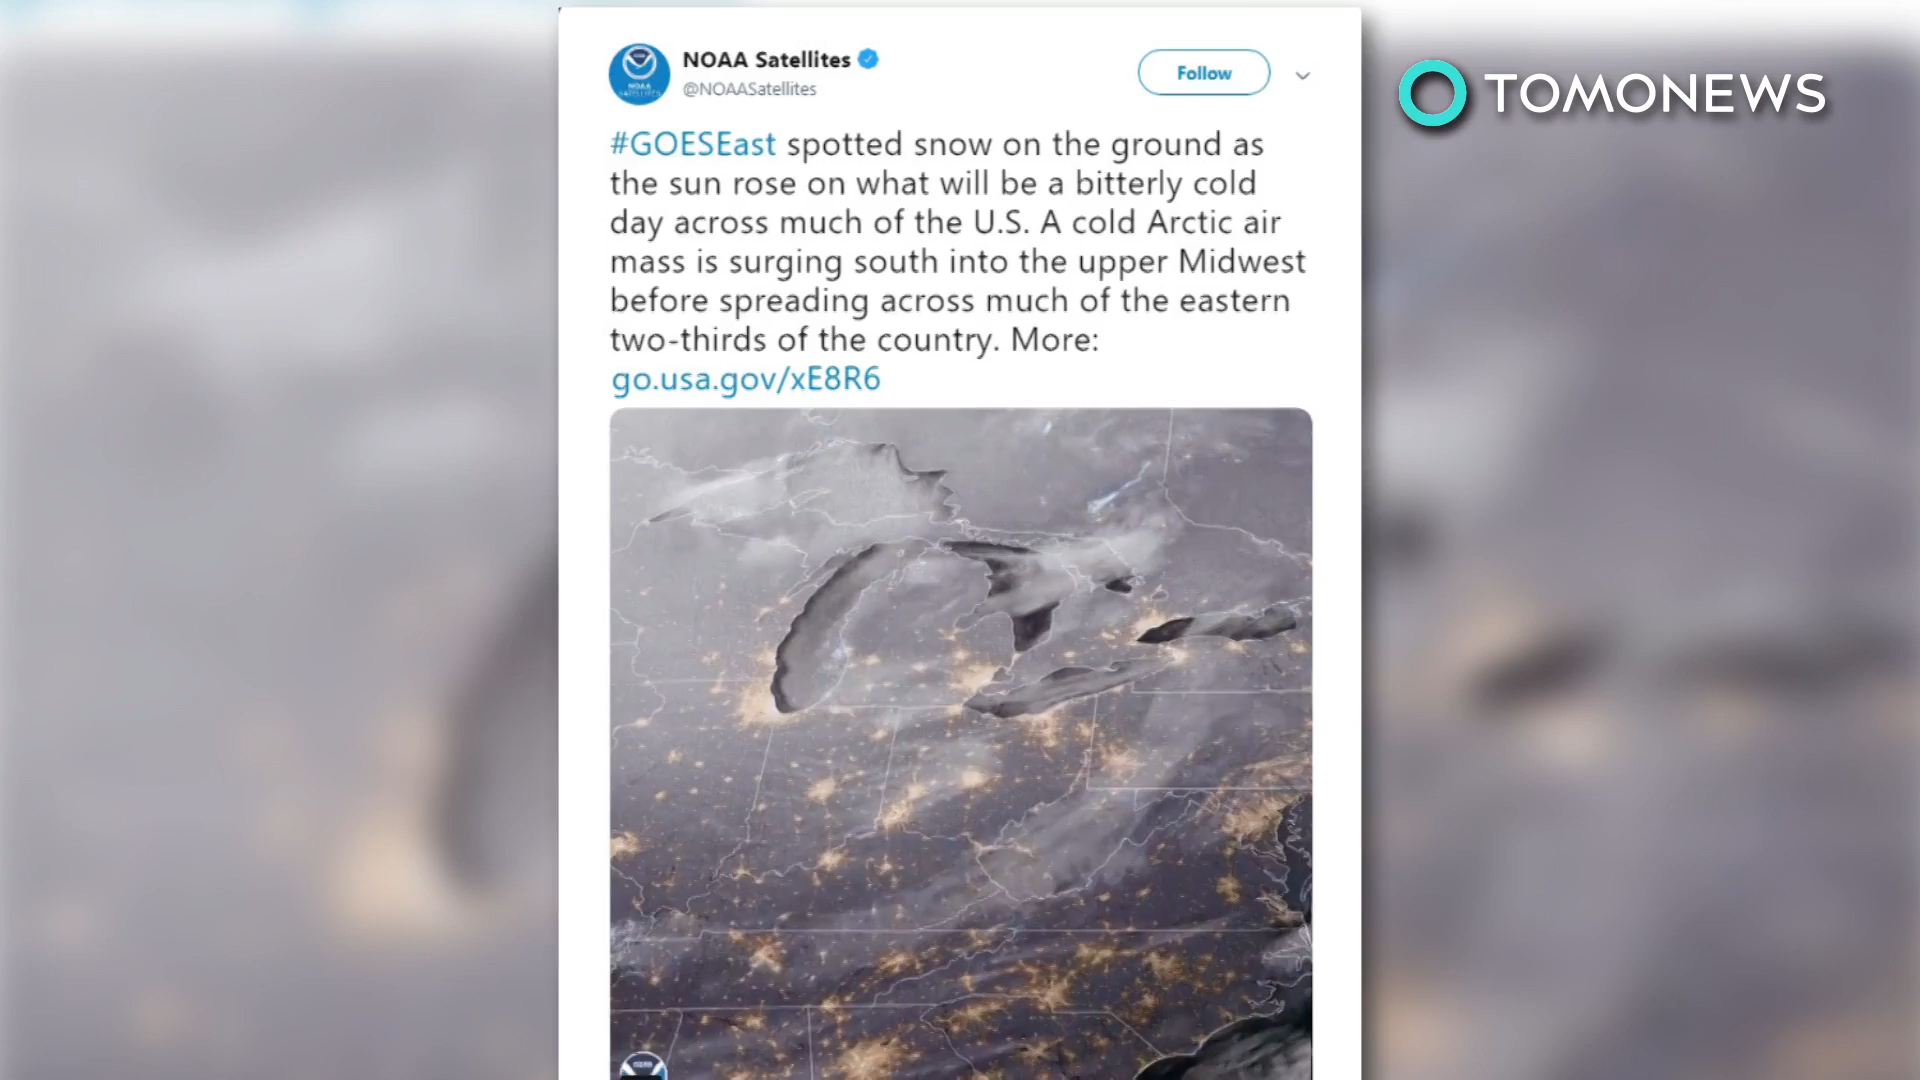 NOAA Satellites
@NOAASatellites
Follow
TOMONEWS
#GOESEast spotted snow on the ground as
the sun rose on what will be a bitterly cold
day across much of the U.S. A cold Arctic air
mass is surging south into the upper Midwest
before spreading across much of the eastern
two-thirds of the country. More:
go.usa.gov/xE8R6